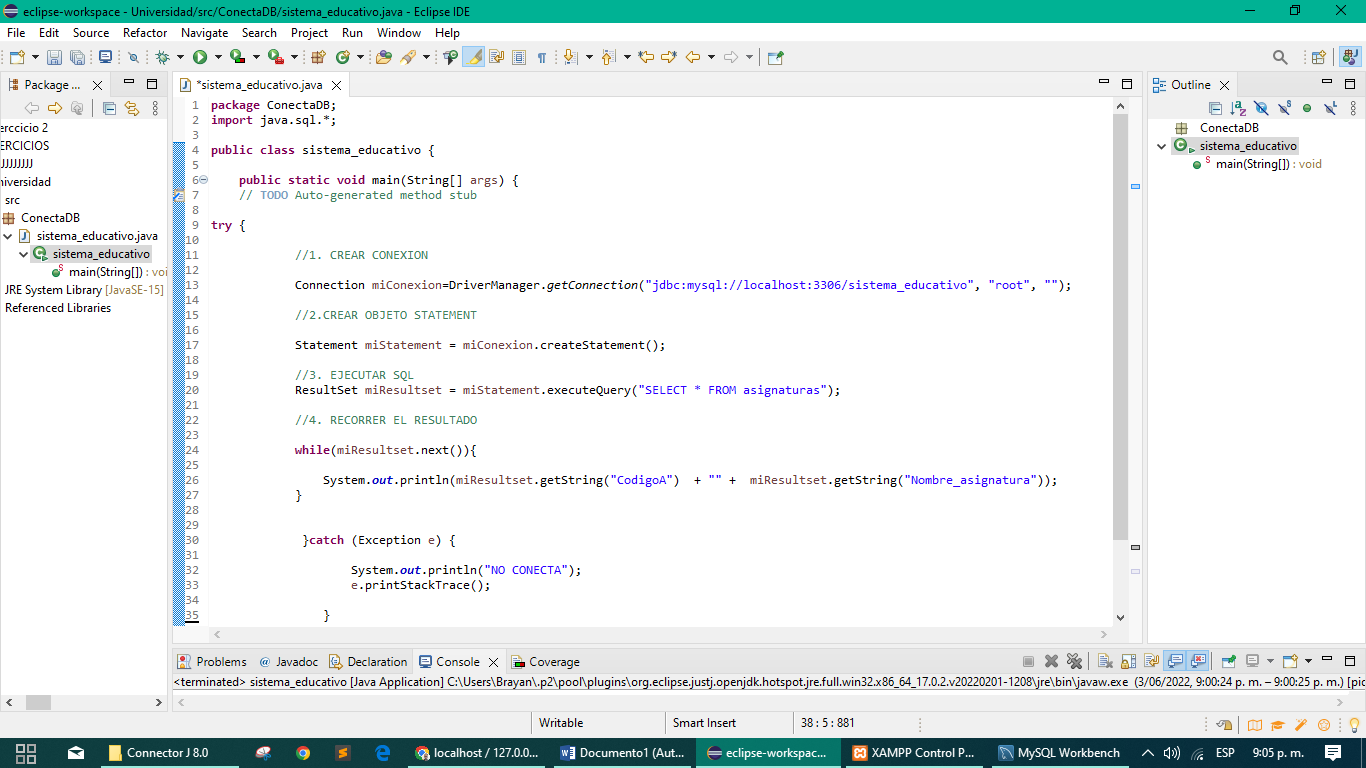 eclipse-workspace - Universidad/src/ConectaDB/sistema_educativo.java - Eclipse IDE
File Edit Source Refactor Navigate Search Project Run Window Help
Package ...
erccicio 2
ERCICIOS
JJJJJJJJ
niversidad
src
ConectaDB
sistema_educativo.java
sistema_educativo
main(String[]) : voi
JRE System Library [JavaSE-15]
Referenced Libraries
*sistema_educativo.java
1 package ConectaDB;
2 import java.sql.*;
3
4 public class sistema_educativo {
5
6 public static void main(String[] args) {
7 // TODO Auto-generated method stub
8
9 try {
10
11 //1. CREAR CONEXION
12
13 Connection miConexion=DriverManager.getConnection("jdbc:mysql://localhost:3306/sistema_educativo", "root", "");
14
15 //2.CREAR OBJETO STATEMENT
16
17 Statement miStatement = miConexion.createStatement();
18
19 //3. EJECUTAR SQL
20 ResultSet miResultset = miStatement.executeQuery("SELECT * FROM asignaturas");
21
22 //4. RECORRER EL RESULTADO
23
24 while(miResultset.next()){
25
26 System.out.println(miResultset.getString("CodigoA") + "" + miResultset.getString("Nombre_asignatura"));
27 }
28
29
30 }catch (Exception e) {
31
32 System.out.println("NO CONECTA");
33 e.printStackTrace();
34
35 }
Outline
ConectaDB
sistema_educativo
main(String[]) : void
Problems @ Javadoc Declaration Console Coverage
<terminated> sistema_educativo [Java Application] C:\Users\Brayan\.p2\pool\plugins\org.eclipse.justj.openjdk.hotspot.jre.full.win32.x86_64_17.0.2.v20220201-1208\jre\bin\javaw.exe (3/06/2022, 9:00:24 p. m. – 9:00:25 p. m.) [pic
Writable Smart Insert 38 : 5 : 881
Connector J 8.0
localhost / 127.0.0...
Documento1 (Aut...
eclipse-workspac...
XAMPP Control P...
MySQL Workbench
ESP
9:05 p. m.